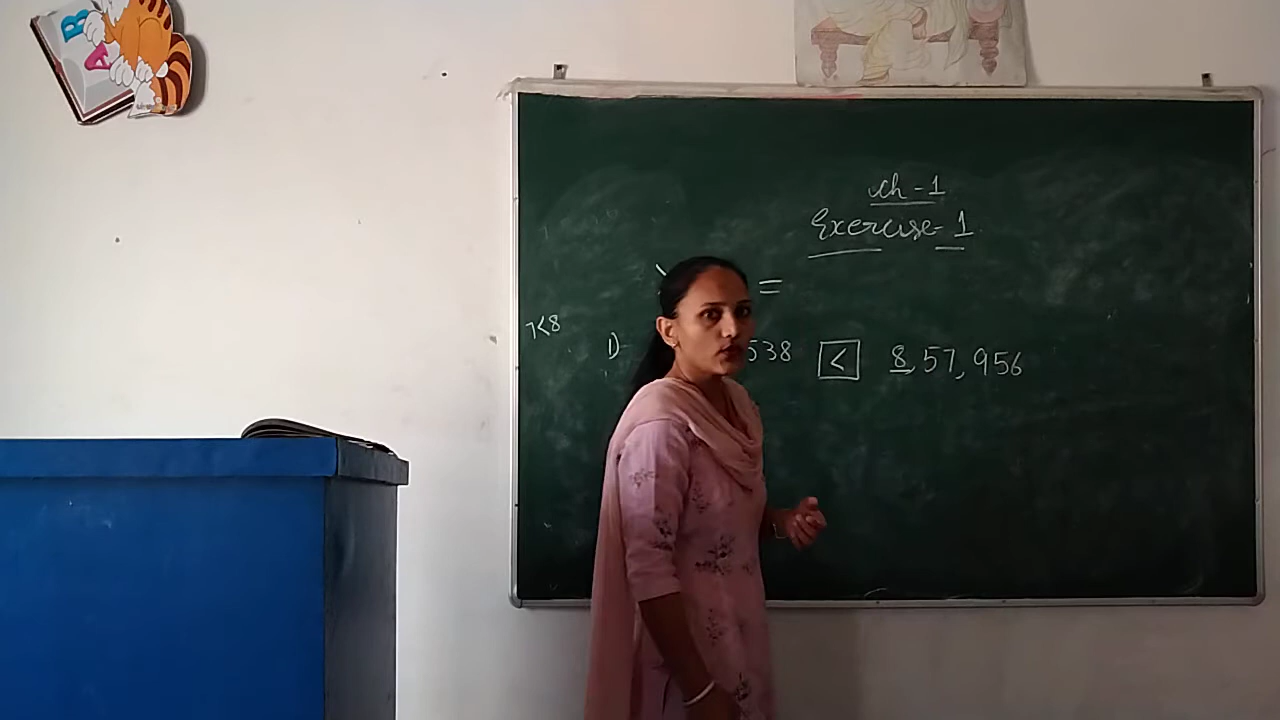 B
A
Ch - 1
Exercise - 1
=
7<8
1) 538 < 8,57,956